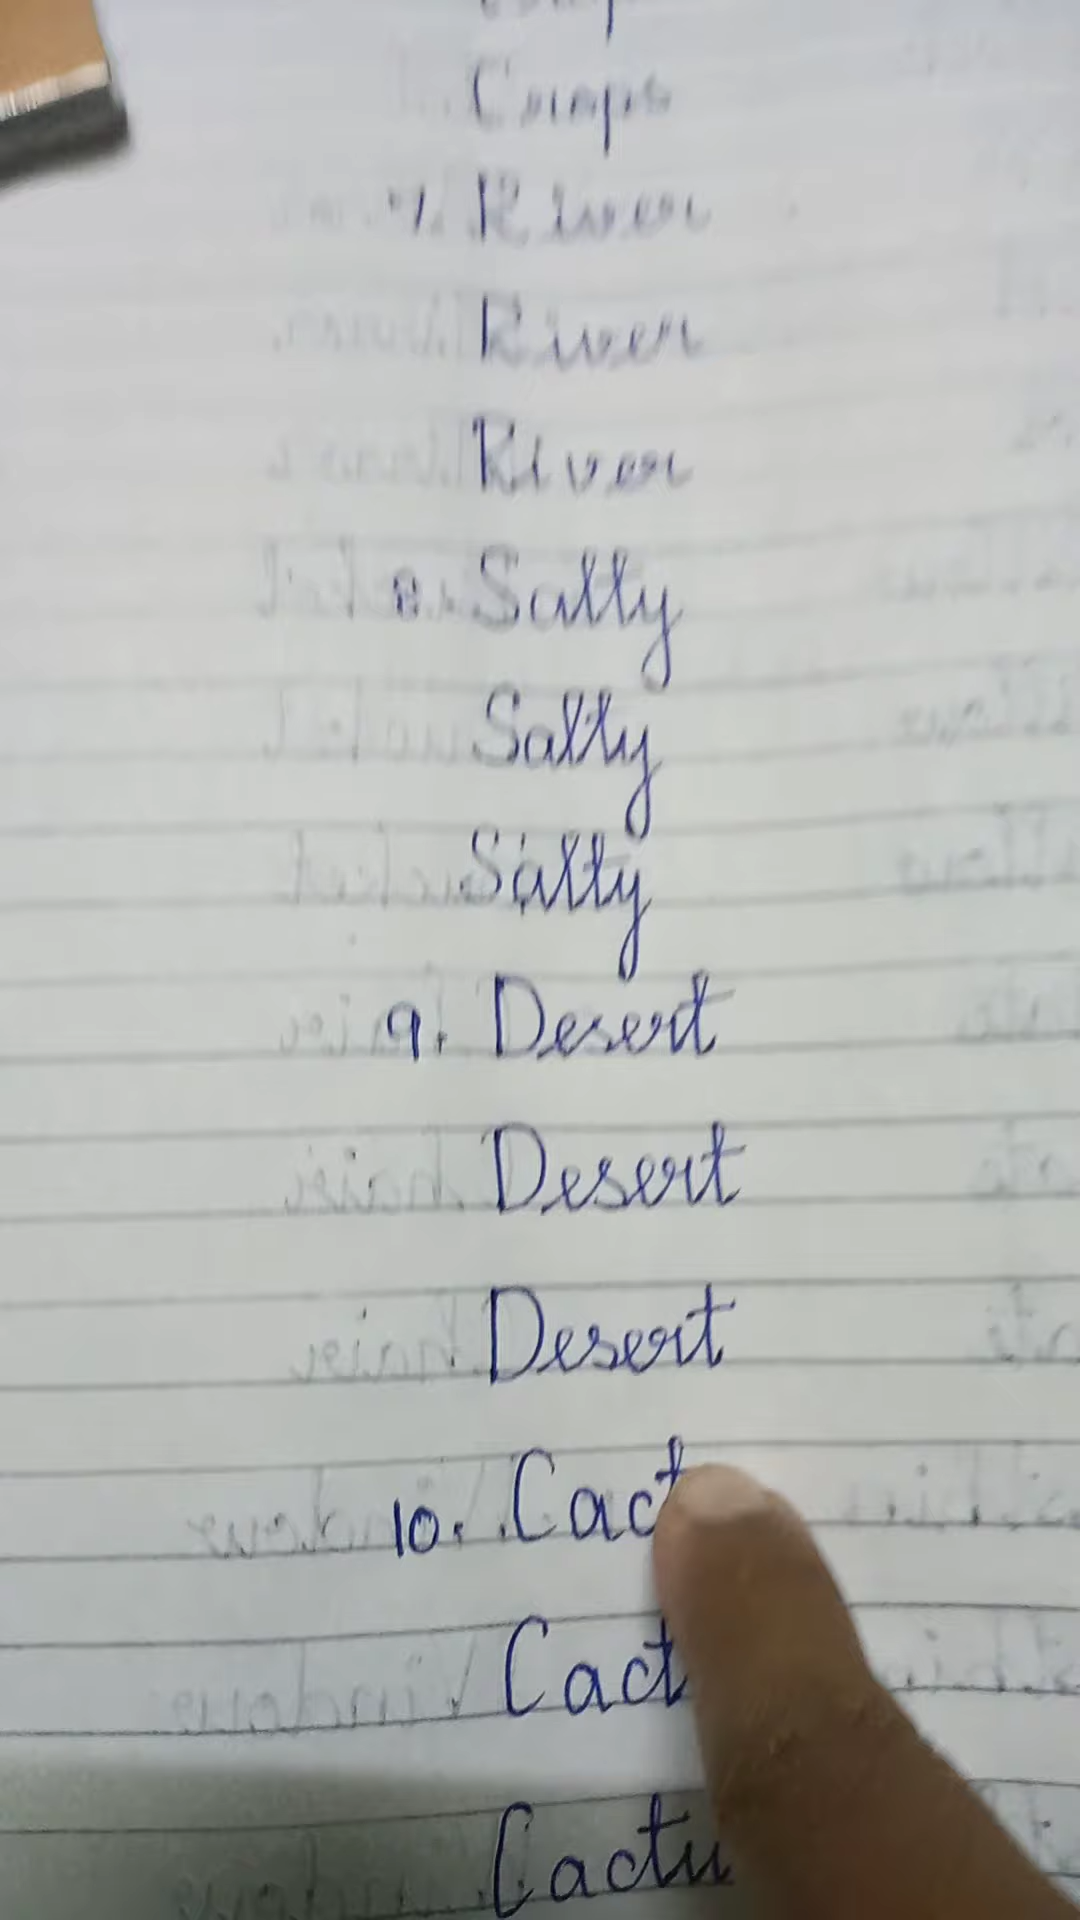 Crops
7. River
River
River
8. Salty
Salty
Salty
9. Desert
Desert
Desert
10. Cact
Cact
Cactu